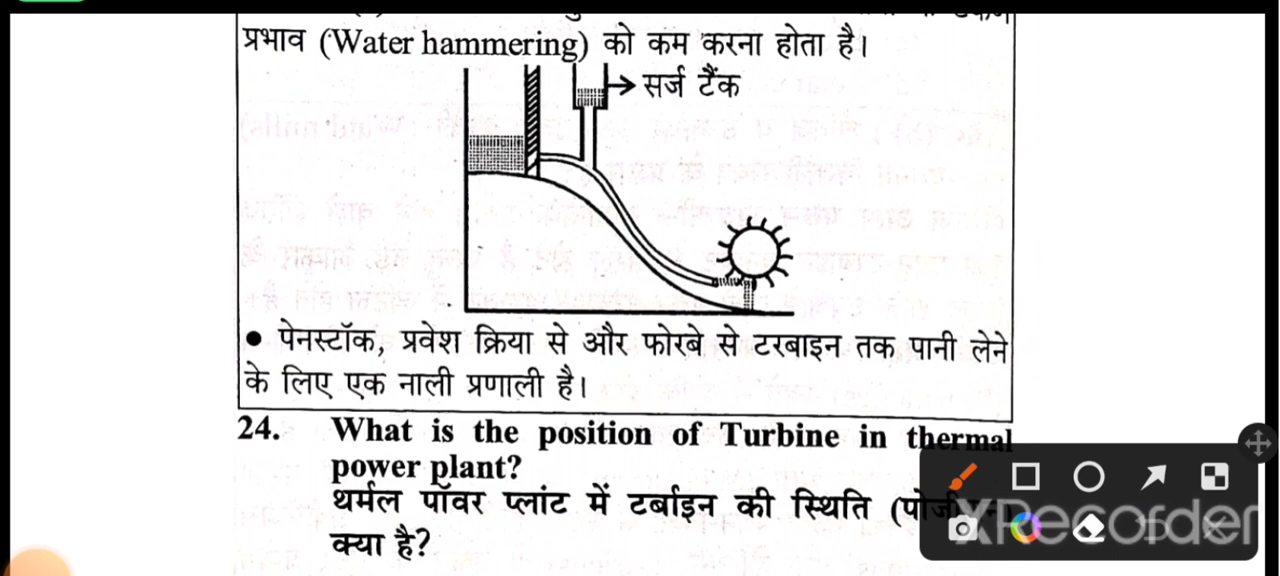 प्रभाव (Water hammering) को कम करना होता है।
सर्ज टैंक
• पेनस्टॉक, प्रवेश क्रिया से और फोरबे से टरबाइन तक पानी लेने
के लिए एक नाली प्रणाली है।
24. What is the position of Turbine in thermal
power plant?
थर्मल पॉवर प्लांट में टर्बाइन की स्थिति
क्या है?
XRecorder